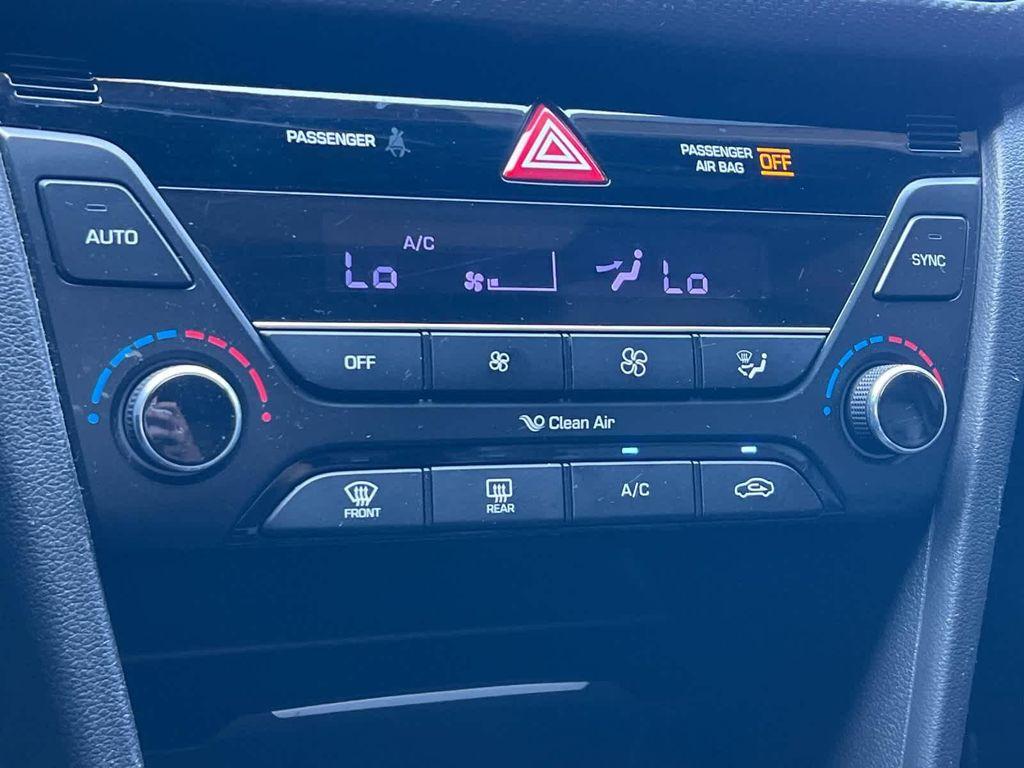 PASSENGER
PASSENGER
AIR BAG OFF
AUTO
A/C
SYNC
Lo
Lo
OFF
Clean Air
FRONT
REAR
A/C